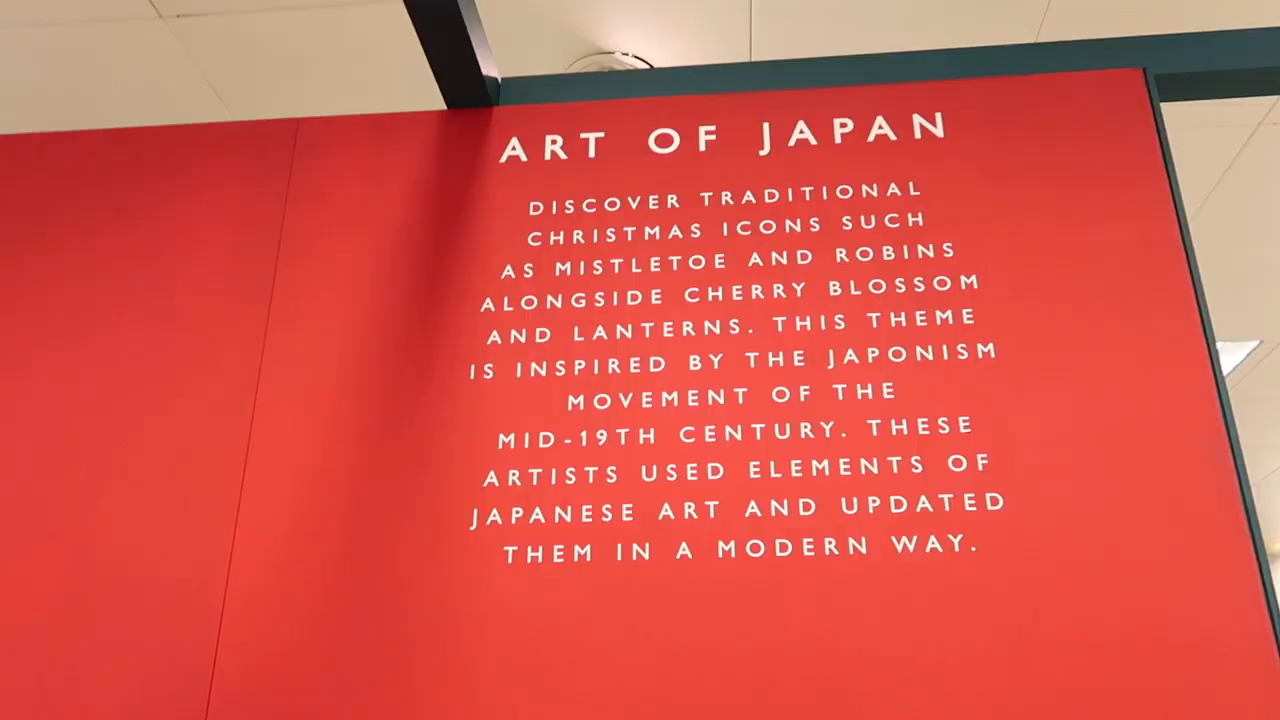 ART OF JAPAN
DISCOVER TRADITIONAL
CHRISTMAS ICONS SUCH
AS MISTLETOE AND ROBINS
ALONGSIDE CHERRY BLOSSOM
AND LANTERNS. THIS THEME
IS INSPIRED BY THE JAPONISM
MOVEMENT OF THE
MID-19TH CENTURY. THESE
ARTISTS USED ELEMENTS OF
JAPANESE ART AND UPDATED
THEM IN A MODERN WAY.